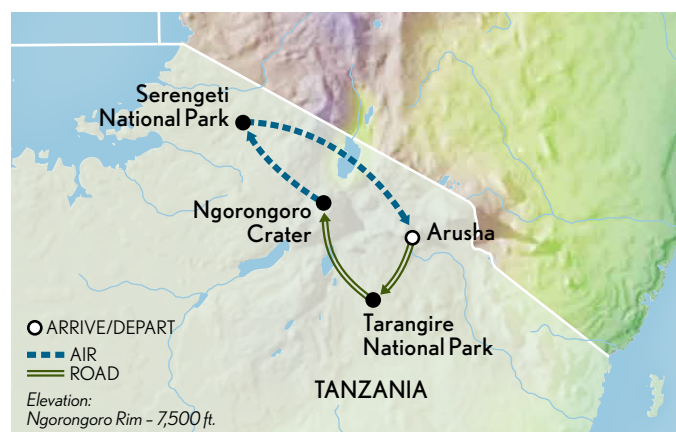 Serengeti
National Park
Ngorongoro
Crater
Arusha
Tarangire
National Park
TANZANIA
ARRIVE/DEPART
AIR
ROAD
Elevation:
Ngorongoro Rim – 7,500 ft.